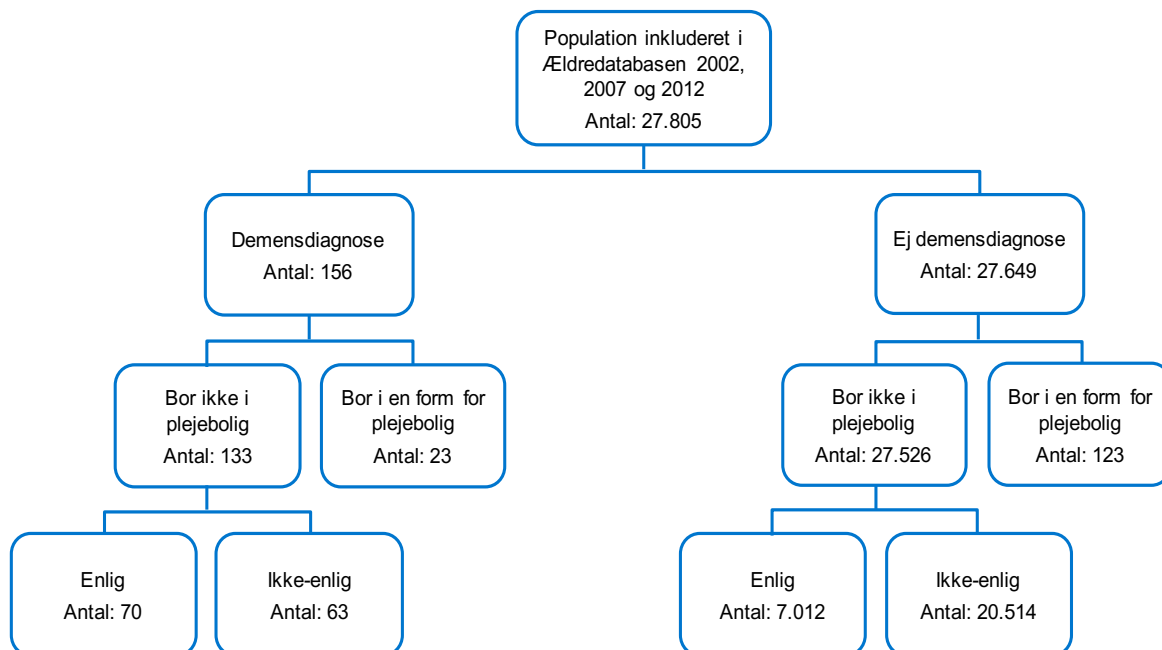 Population inkluderet i
Ældredatabasen 2002,
2007 og 2012
Antal: 27.805
Demensdiagnose
Antal: 156
Ej demensdiagnose
Antal: 27.649
Bor ikke i
plejebolig
Antal: 133
Bor i en form for
plejebolig
Antal: 23
Bor ikke i
plejebolig
Antal: 27.526
Bor i en form for
plejebolig
Antal: 123
Enlig
Antal: 70
Ikke-enlig
Antal: 63
Enlig
Antal: 7.012
Ikke-enlig
Antal: 20.514